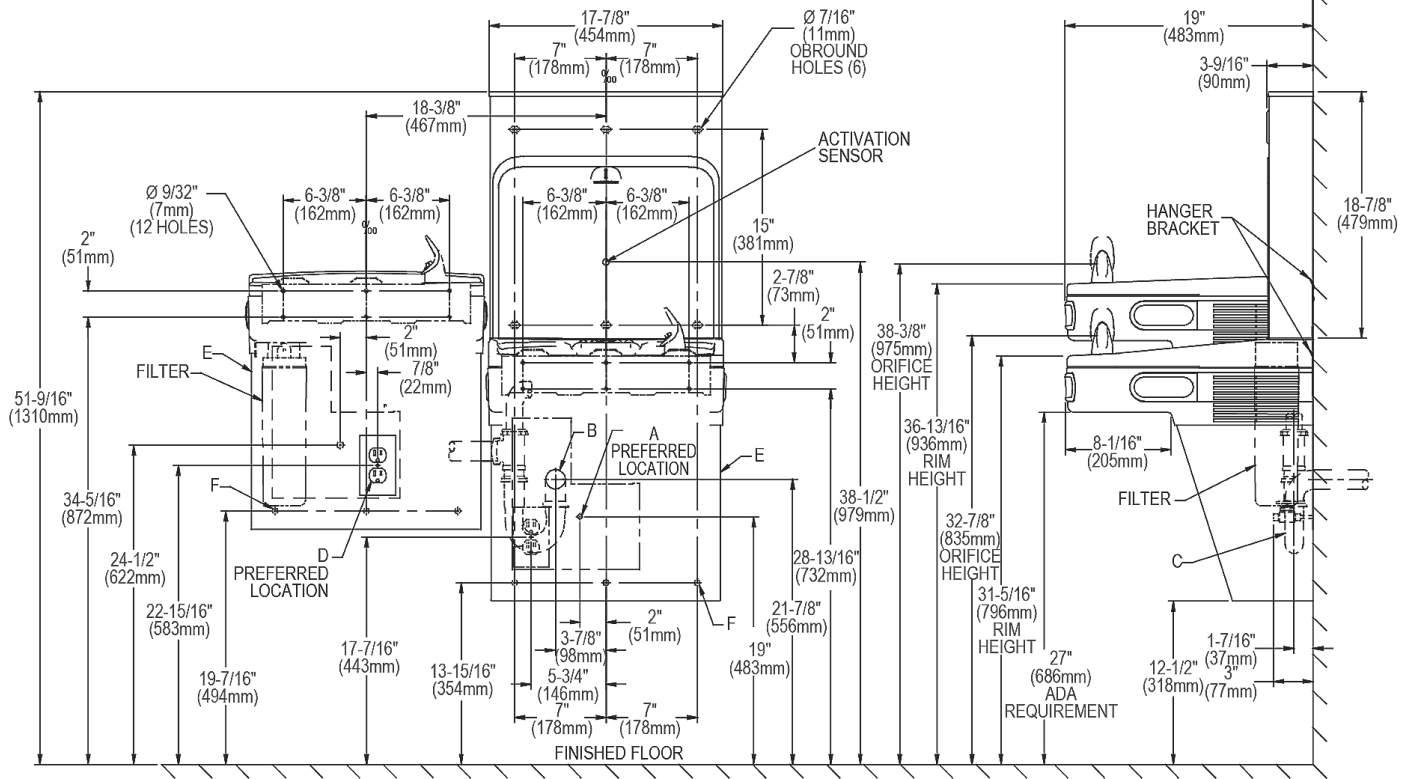 17-7/8"
(454mm)
7"
(178mm)
7"
(178mm)
Ø 7/16"
(11mm)
OBROUND
HOLES (6)
19"
(483mm)
3-9/16"
(90mm)
18-3/8"
(467mm)
ACTIVATION
SENSOR
Ø 9/32"
(7mm)
(12 HOLES)
6-3/8"
(162mm)
6-3/8"
(162mm)
6-3/8"
(162mm)
6-3/8"
(162mm)
15"
(381mm)
HANGER
BRACKET
18-7/8"
(479mm)
2"
(51mm)
2-7/8"
(73mm)
2"
(51mm)
38-3/8"
(975mm)
ORIFICE
HEIGHT
E
FILTER
2"
(51mm)
7/8"
(22mm)
51-9/16"
(1310mm)
36-13/16"
(936mm)
RIM
HEIGHT
8-1/16"
(205mm)
B
A
PREFERRED
LOCATION
E
34-5/16"
(872mm)
F
38-1/2"
(979mm)
FILTER
24-1/2"
(622mm)
D
PREFERRED
LOCATION
32-7/8"
(835mm)
ORIFICE
HEIGHT
28-13/16"
(732mm)
C
22-15/16"
(583mm)
31-5/16"
(796mm)
RIM
HEIGHT
21-7/8"
(556mm)
F
17-7/16"
(443mm)
2"
(51mm)
3-7/8"
(98mm)
19"
(483mm)
1-7/16"
(37mm)
3"
(77mm)
12-1/2"
(318mm)
27"
(686mm)
ADA
REQUIREMENT
19-7/16"
(494mm)
13-15/16"
(354mm)
5-3/4"
(146mm)
7"
(178mm)
7"
(178mm)
FINISHED FLOOR